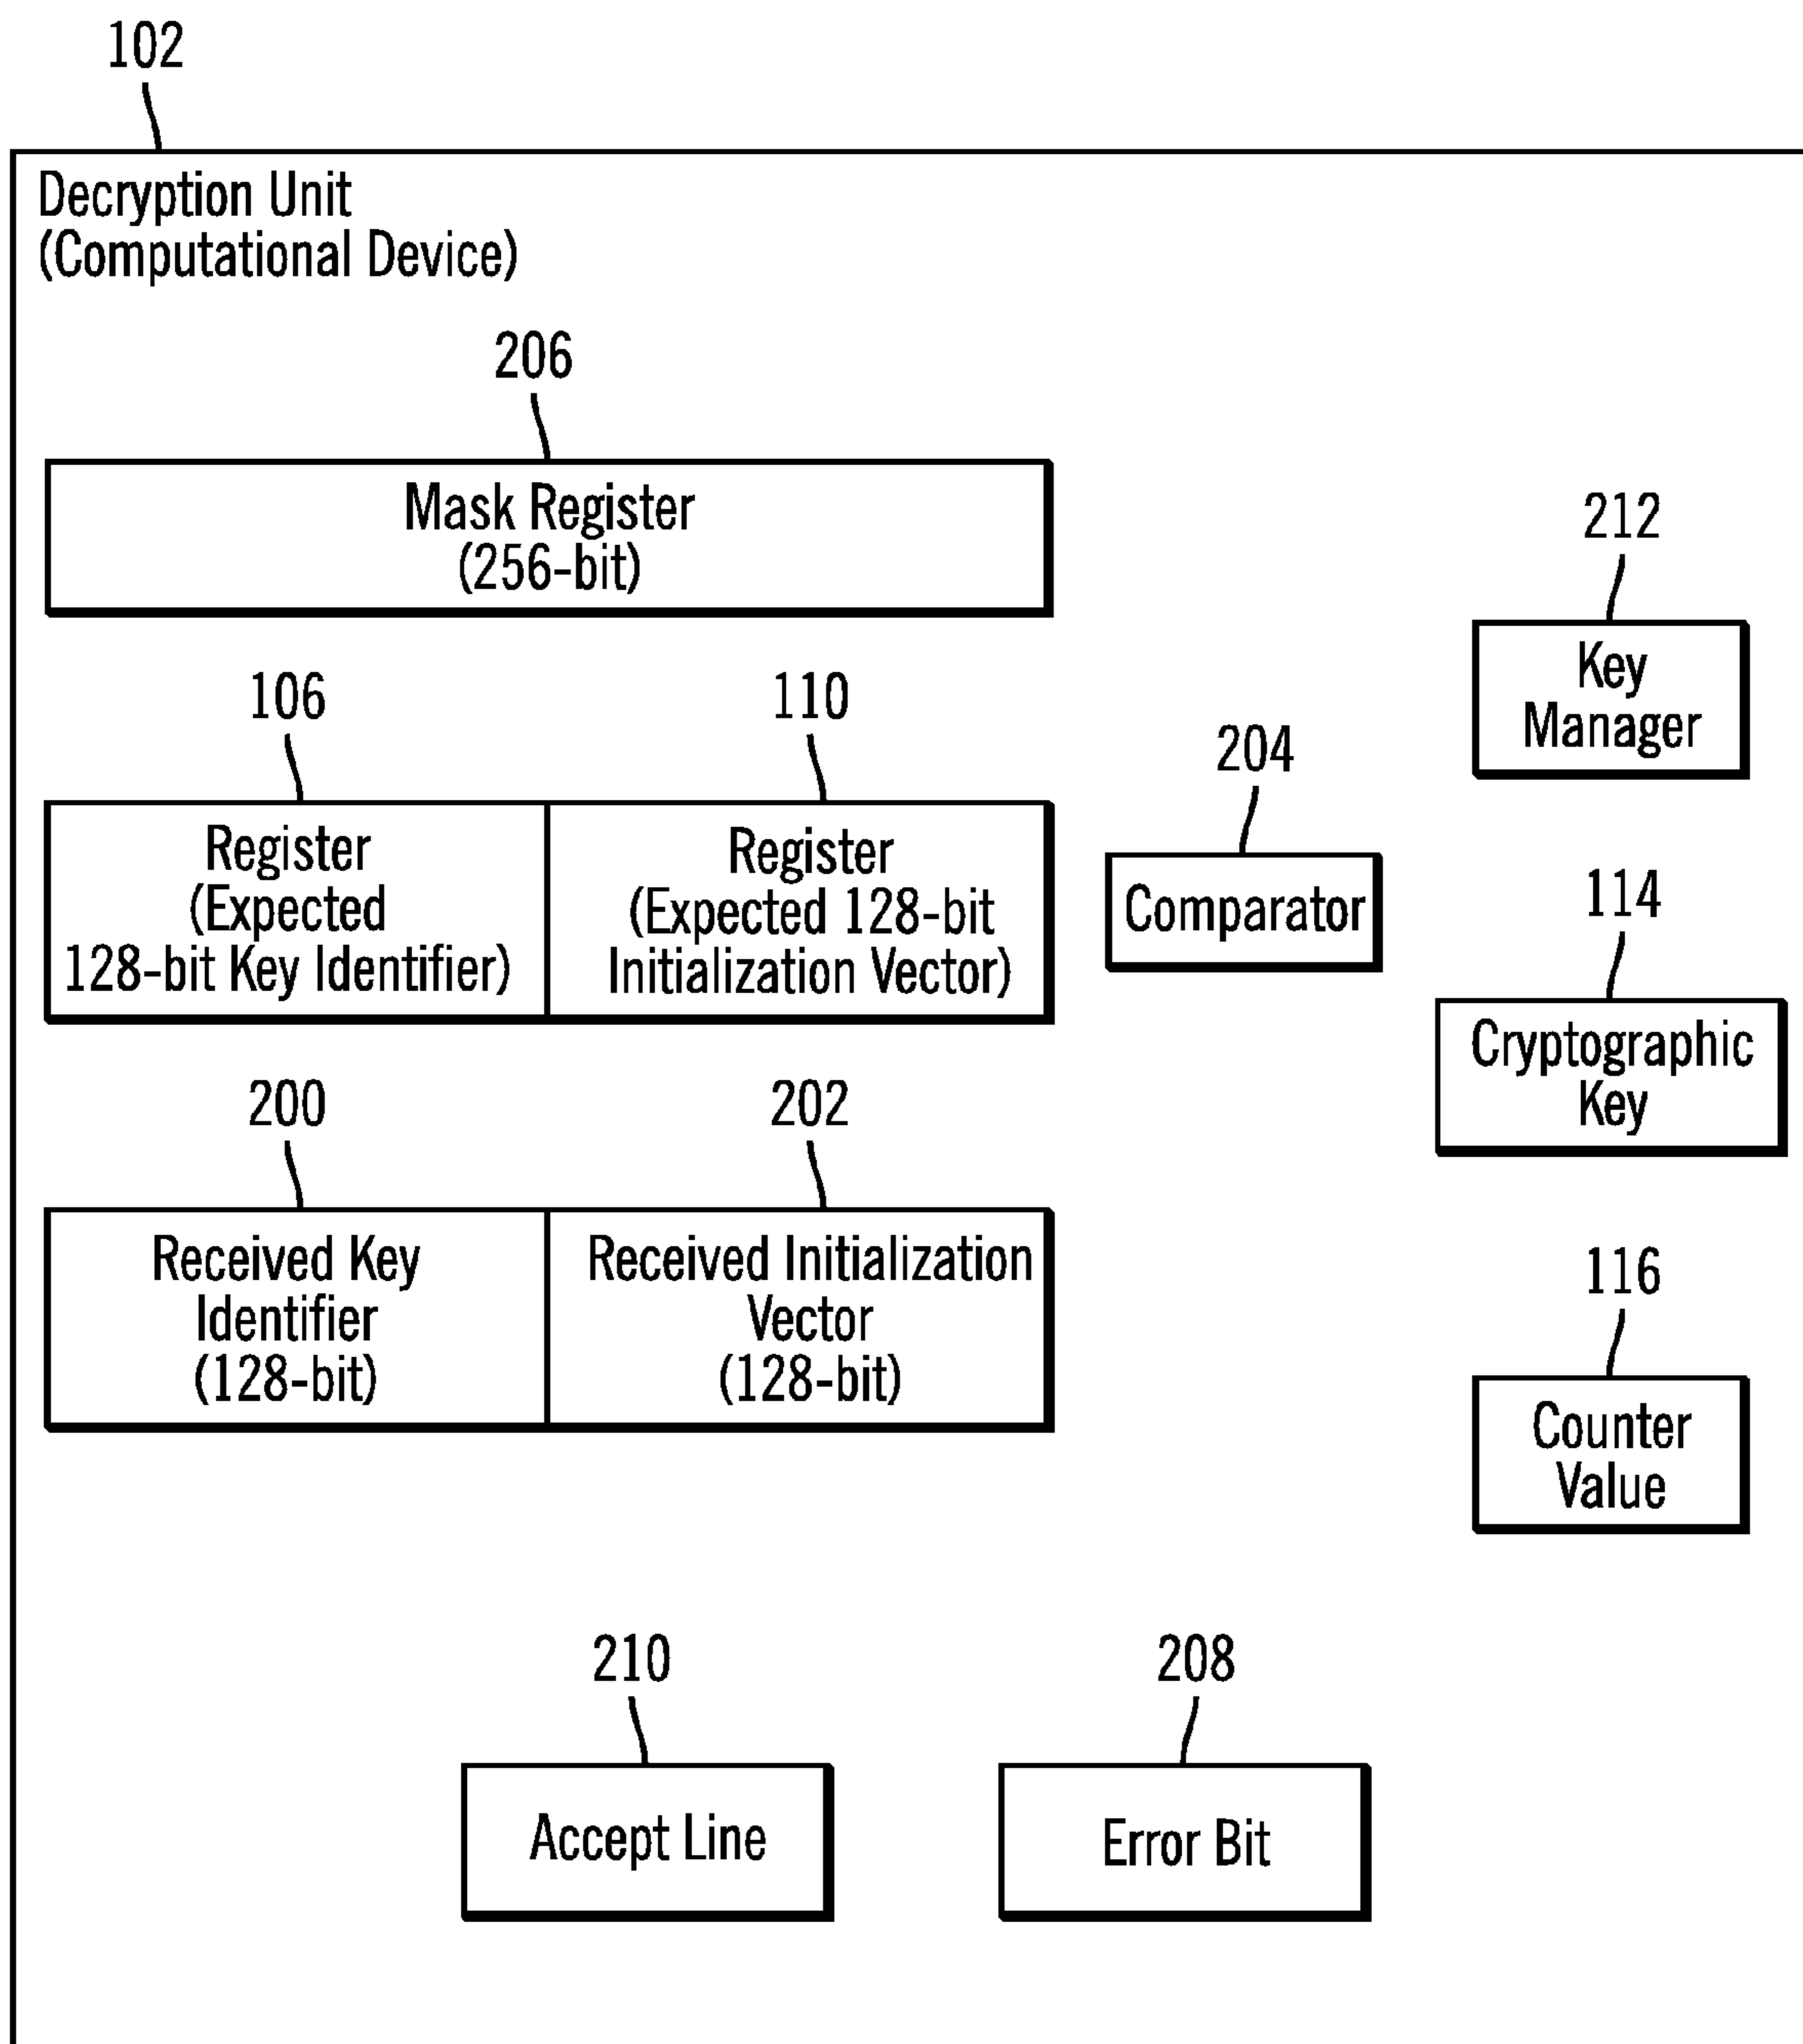 102
Decryption Unit
(Computational Device)
206
Mask Register
(256-bit)
212
Key
Manager
106
110
Register
(Expected
128-bit Key Identifier)
Register
(Expected 128-bit
Initialization Vector)
204
Comparator
114
Cryptographic
Key
200
202
Received Key
Identifier
(128-bit)
Received Initialization
Vector
(128-bit)
116
Counter
Value
210
Accept Line
208
Error Bit